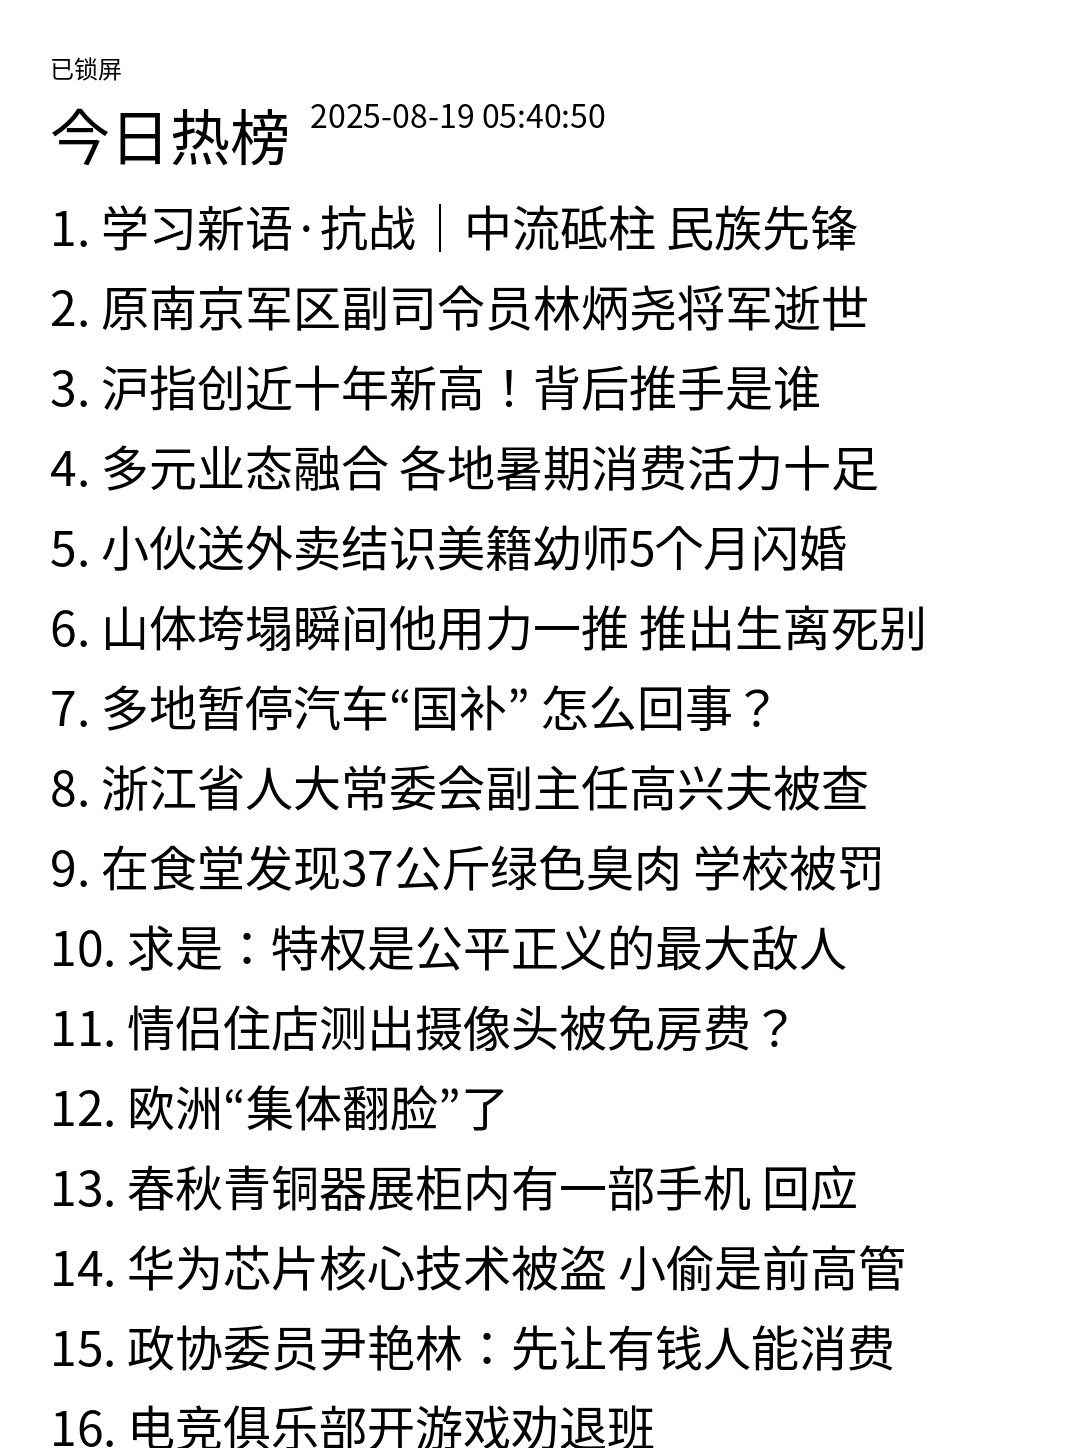 已锁屏
今日热榜 2025-08-19 05:40:50
1. 学习新语·抗战｜中流砥柱 民族先锋
2. 原南京军区副司令员林炳尧将军逝世
3. 沪指创近十年新高！背后推手是谁
4. 多元业态融合 各地暑期消费活力十足
5. 小伙送外卖结识美籍幼师5个月闪婚
6. 山体垮塌瞬间他用力一推 推出生离死别
7. 多地暂停汽车“国补” 怎么回事？
8. 浙江省人大常委会副主任高兴夫被查
9. 在食堂发现37公斤绿色臭肉 学校被罚
10. 求是：特权是公平正义的最大敌人
11. 情侣住店测出摄像头被免房费？
12. 欧洲“集体翻脸”了
13. 春秋青铜器展柜内有一部手机 回应
14. 华为芯片核心技术被盗 小偷是前高管
15. 政协委员尹艳林：先让有钱人能消费
16. 电竞俱乐部开游戏劝退班